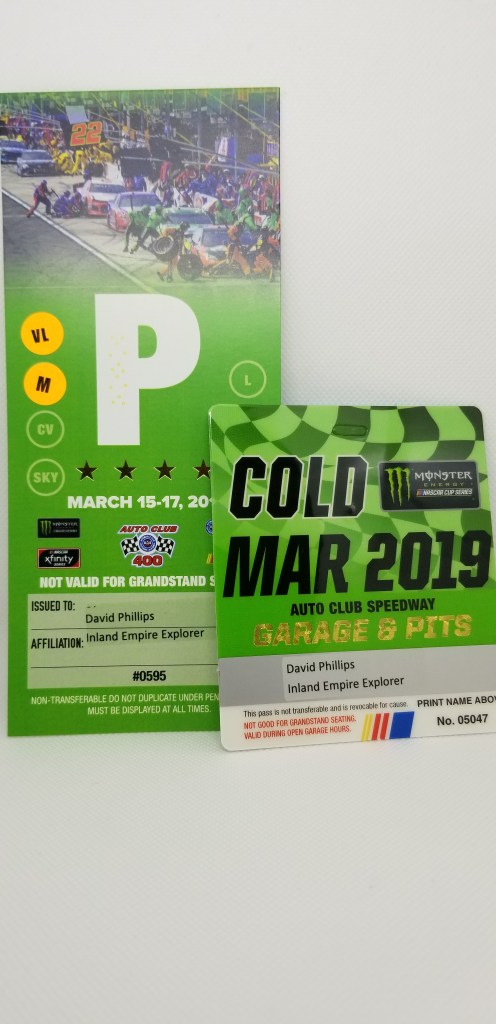 22
VL
P
M
L
CV
SKY
MARCH 15-17,
MONSTER
NASCAR
xfinity
SERIES
AUTO CLUB
400
NOT VALID FOR GRANDSTAND
ISSUED TO: --
David Phillips
AFFILIATION: Inland Empire Explorer
#0595
NON-TRANSFERABLE DO NOT DUPLICATE UNDER
MUST BE DISPLAYED AT ALL TIMES.
COLD
MONSTER
ENERGY
NASCAR CUP SERIES
MAR 2019
AUTO CLUB SPEEDWAY
GARAGE & PITS
David Phillips
Inland Empire Explorer
This pass is not transferable and is revocable for cause.
NOT GOOD FOR GRANDSTAND SEATING.
VALID DURING OPEN GARAGE HOURS.
PRINT NAME ABOV
No. 05047